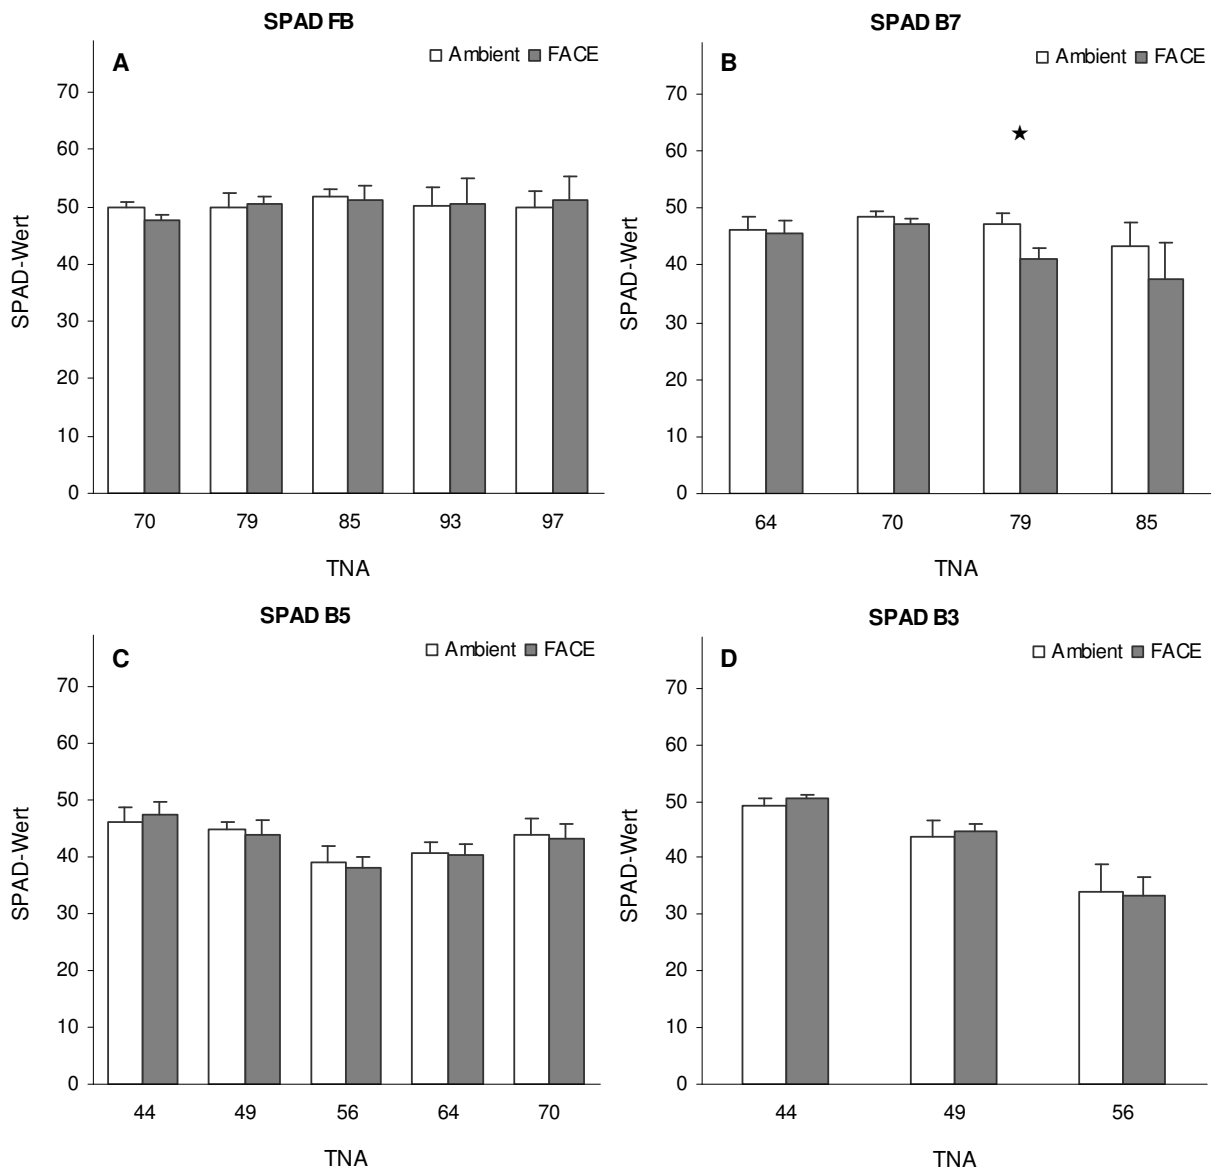 SPAD FB
A
Ambient FACE
70
60
50
40
30
20
10
0
SPAD-Wert
70 79 85 93 97
TNA
SPAD B7
B
Ambient FACE
★
70
60
50
40
30
20
10
0
SPAD-Wert
64 70 79 85
TNA
SPAD B5
C
Ambient FACE
70
60
50
40
30
20
10
0
SPAD-Wert
44 49 56 64 70
TNA
SPAD B3
D
Ambient FACE
70
60
50
40
30
20
10
0
SPAD-Wert
44 49 56
TNA